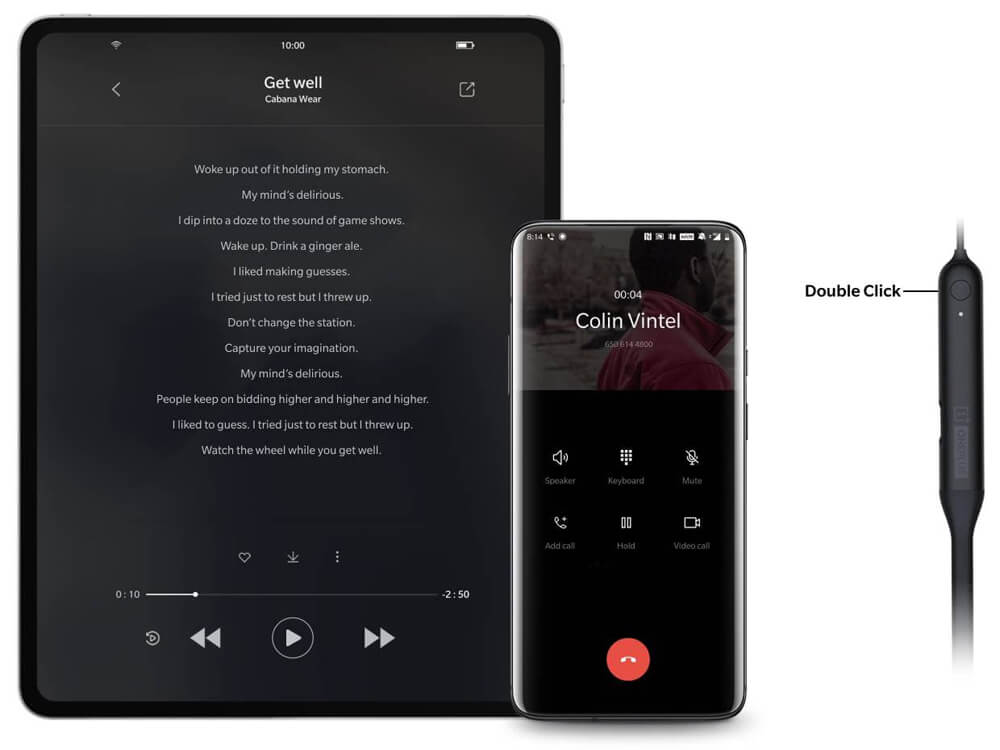 10:00
Get well
Cabana Wear
Woke up out of it holding my stomach.
My mind's delirious.
I dip into a doze to the sound of game shows.
Wake up. Drink a ginger ale.
I liked making guesses.
I tried just to rest but I threw up.
Don't change the station.
Capture your imagination.
My mind's delirious.
People keep on bidding higher and higher and higher.
I liked to guess. I tried just to rest but I threw up.
Watch the wheel while you get well.
0:10
-2:50
8:14
00:04
Colin Vintel
650 614 4800
Speaker
Keyboard
Mute
Add call
Hold
Video call
Double Click
ONEPLUS